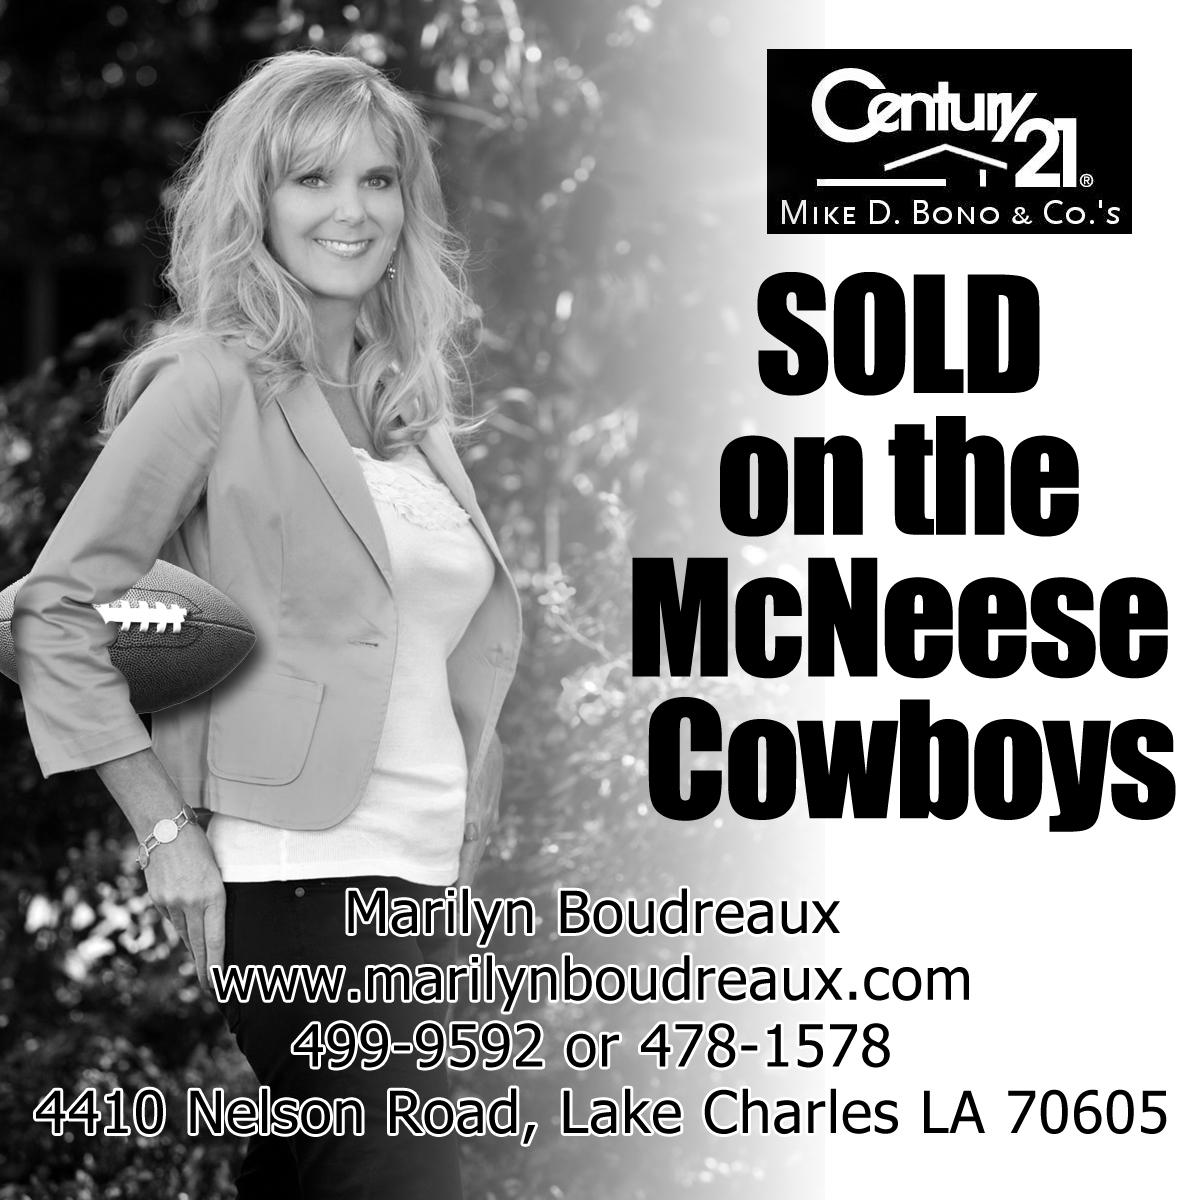 Century 21®
MIKE D. BONO & CO.'S
SOLD
on the
McNeese
Cowboys
Marilyn Boudreaux
www.marilynboudreaux.com
499-9592 or 478-1578
4410 Nelson Road, Lake Charles LA 70605